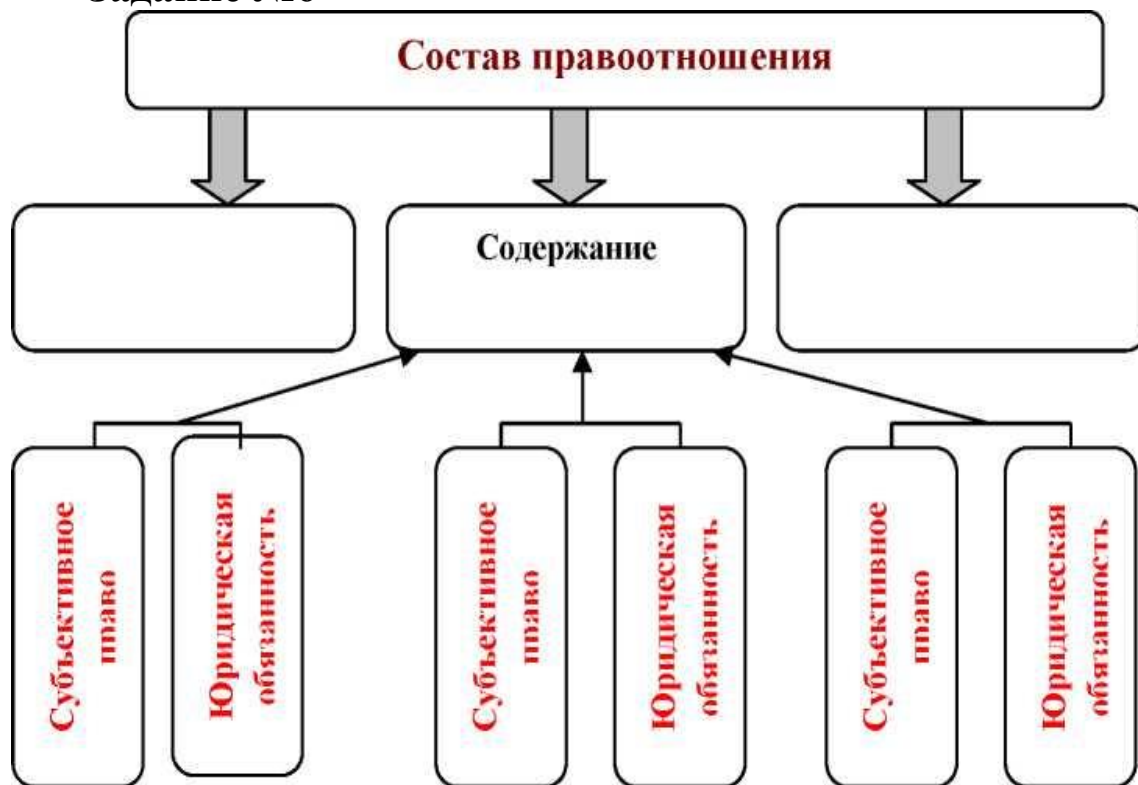 Состав правоотношения
Содержание
Субъективное
право
Юридическая
обязанность
Субъективное
право
Юридическая
обязанность
Субъективное
право
Юридическая
обязанность